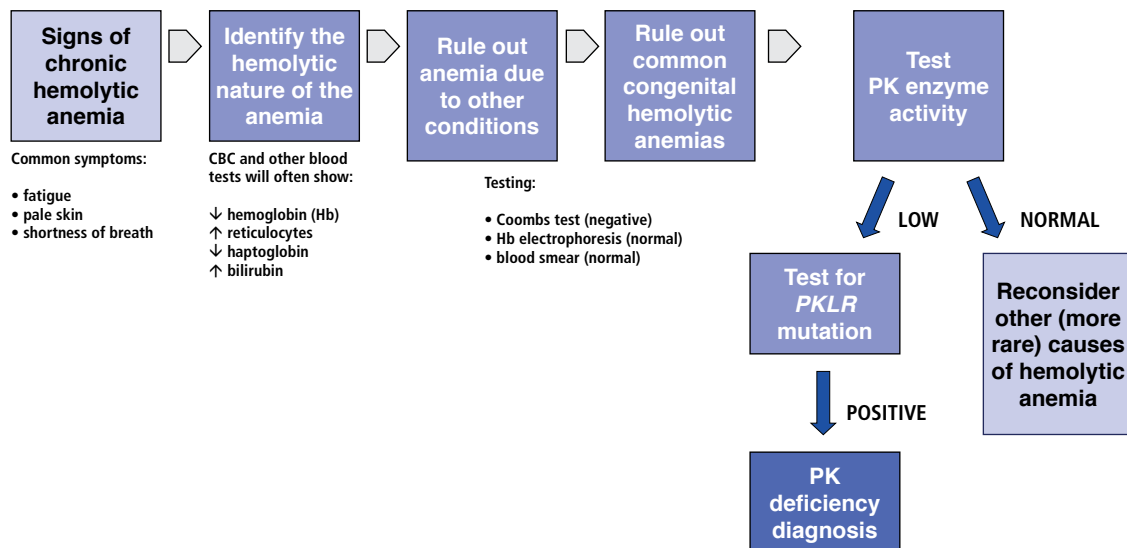 Signs of
chronic
hemolytic
anemia
Common symptoms:
• fatigue
• pale skin
• shortness of breath
Identify the
hemolytic
nature of the
anemia
CBC and other blood
tests will often show:
↓ hemoglobin (Hb)
↑ reticulocytes
↓ haptoglobin
↑ bilirubin
Rule out
anemia due
to other
conditions
Rule out
common
congenital
hemolytic
anemias
Testing:
• Coombs test (negative)
• Hb electrophoresis (normal)
• blood smear (normal)
Test
PK enzyme
activity
LOW
NORMAL
Test for
PKLR
mutation
Reconsider
other (more
rare) causes
of hemolytic
anemia
POSITIVE
PK
deficiency
diagnosis